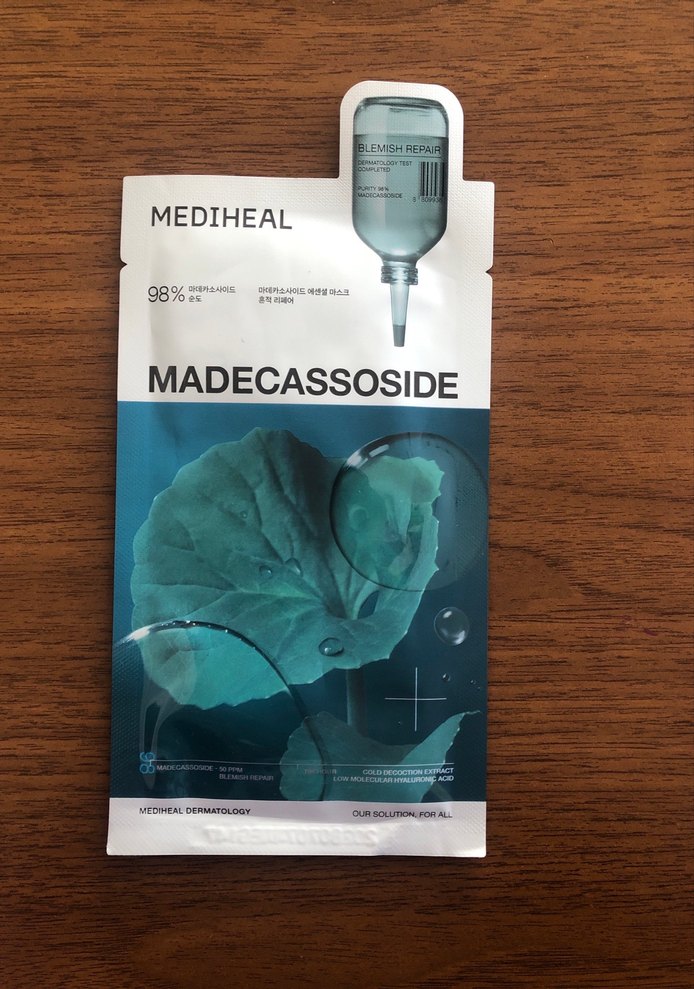 BLEMISH REPAIR
DERMATOLOGY TEST
COMPLETED
PURITY 98%
MADECASSOSIDE
MEDIHEAL
98% 마데카소사이드
순도
마데카소사이드 에센셜 마스크
흔적 리페어
MADECASSOSIDE
MADECASSOSIDE - 50 PPM
BLEMISH REPAIR
COLD DECOCTION EXTRACT
LOW MOLECULAR HYALURONIC ACID
MEDIHEAL DERMATOLOGY
OUR SOLUTION, FOR ALL